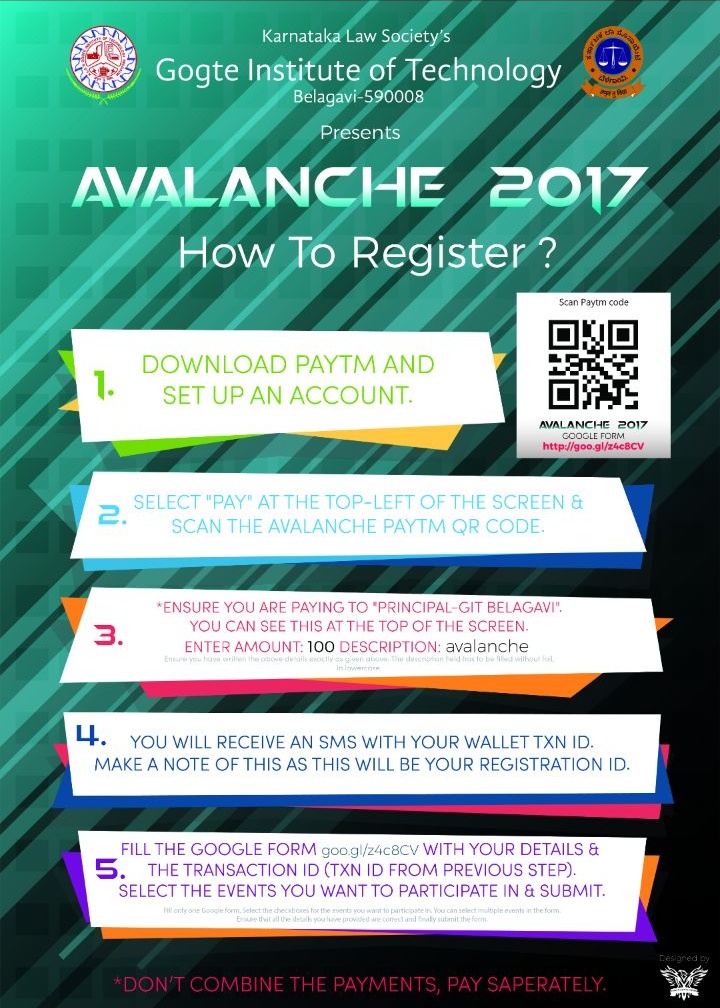 Karnataka Law Society's
Gogte Institute of Technology
Belagavi-590008
Presents
AVALANCHE 2017
How To Register ?
Scan Paytm code
AVALANCHE 2017
GOOGLE FORM
http://goo.gl/z4c8CV
1. DOWNLOAD PAYTM AND
SET UP AN ACCOUNT.
2. SELECT "PAY" AT THE TOP-LEFT OF THE SCREEN &
SCAN THE AVALANCHE PAYTM QR CODE.
3. *ENSURE YOU ARE PAYING TO "PRINCIPAL-GIT BELAGAVI".
YOU CAN SEE THIS AT THE TOP OF THE SCREEN.
ENTER AMOUNT: 100 DESCRIPTION: avalanche
Ensure you have written the above details exactly as given above. The description field has to be filled without fail,
in lowercase.
4. YOU WILL RECEIVE AN SMS WITH YOUR WALLET TXN ID.
MAKE A NOTE OF THIS AS THIS WILL BE YOUR REGISTRATION ID.
5. FILL THE GOOGLE FORM goo.gl/z4c8CV WITH YOUR DETAILS &
THE TRANSACTION ID (TXN ID FROM PREVIOUS STEP).
SELECT THE EVENTS YOU WANT TO PARTICIPATE IN & SUBMIT.
Fill only one Google form. Select the checkboxes for the events you want to participate in. You can select multiple events in the form.
Ensure that all the details you have provided are correct and finally submit the form.
Designed by
*DON'T COMBINE THE PAYMENTS, PAY SAPERATELY.